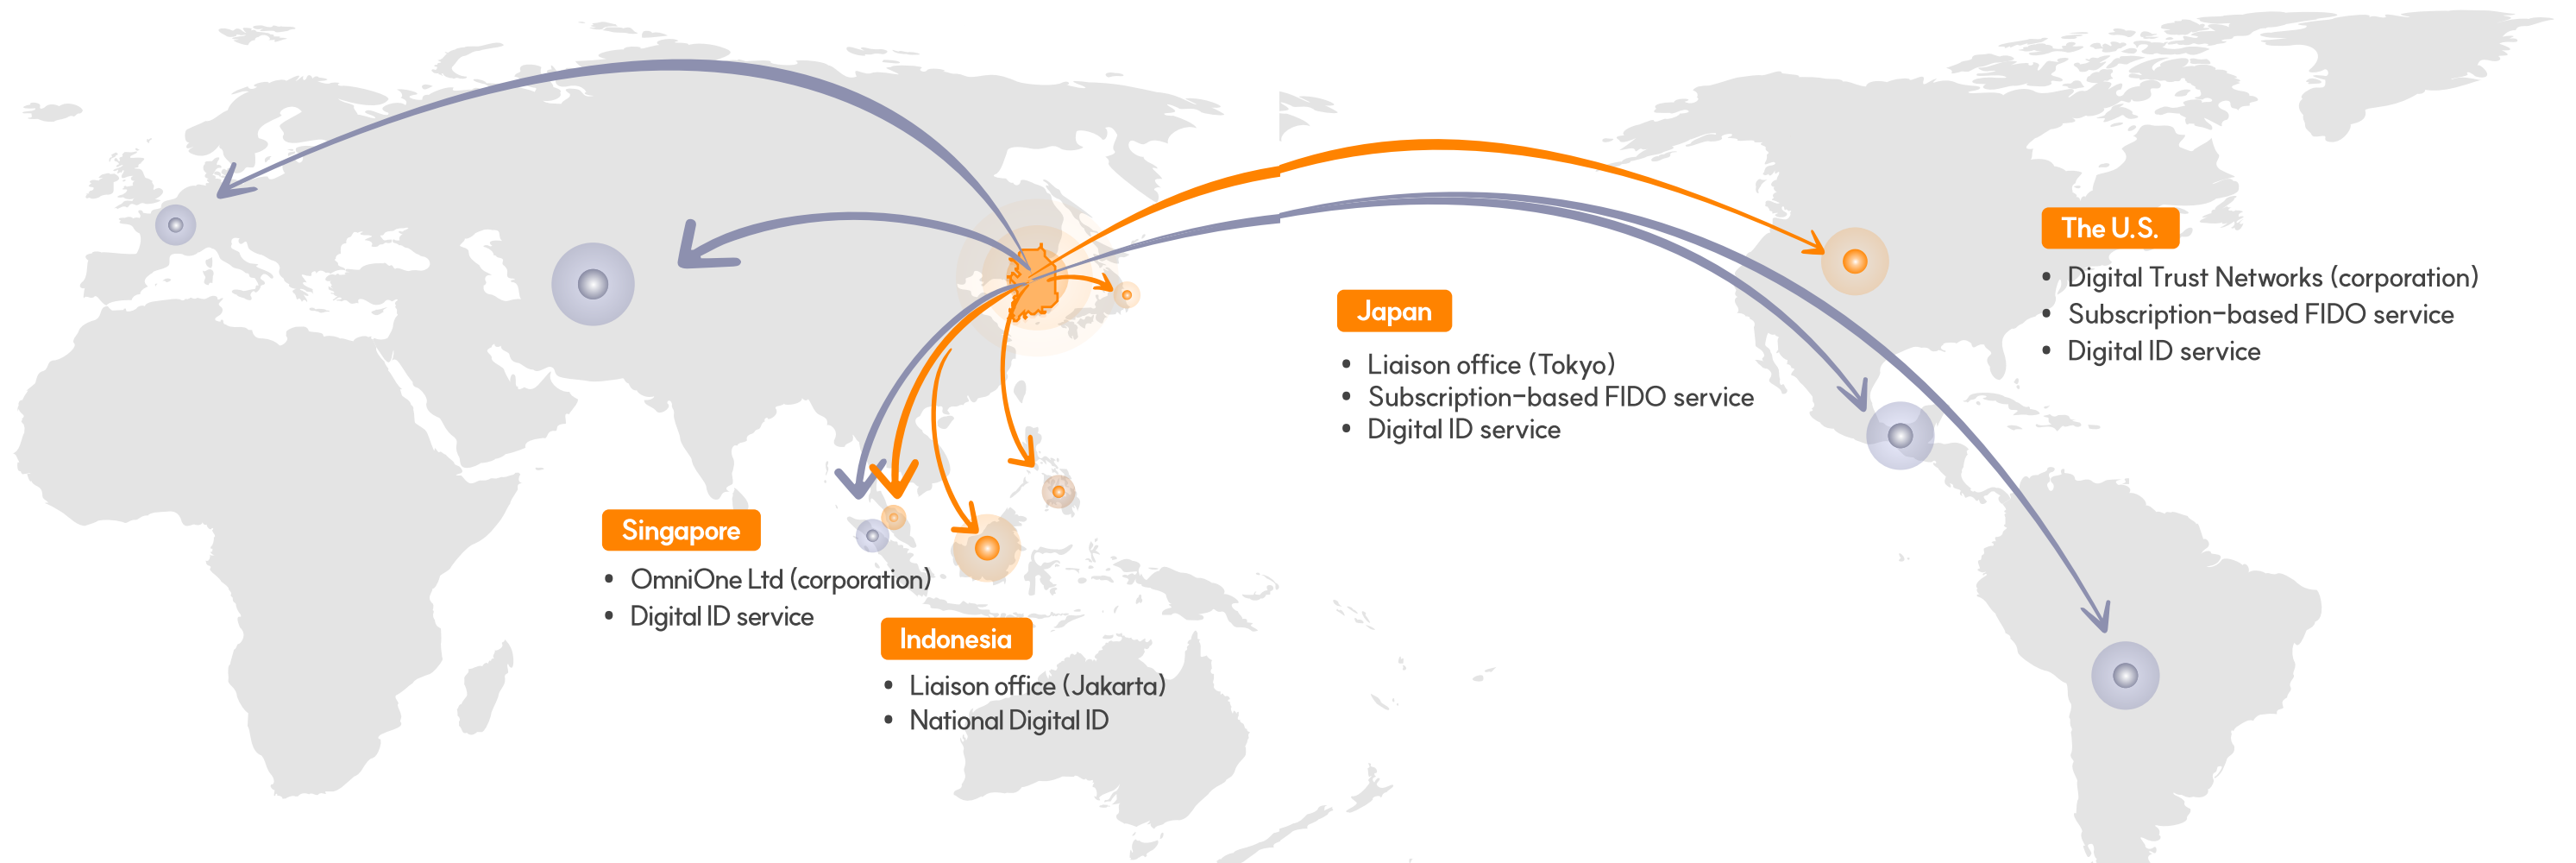 The U.S.
• Digital Trust Networks (corporation)
• Subscription-based FIDO service
• Digital ID service
Japan
• Liaison office (Tokyo)
• Subscription-based FIDO service
• Digital ID service
Singapore
• OmniOne Ltd (corporation)
• Digital ID service
Indonesia
• Liaison office (Jakarta)
• National Digital ID